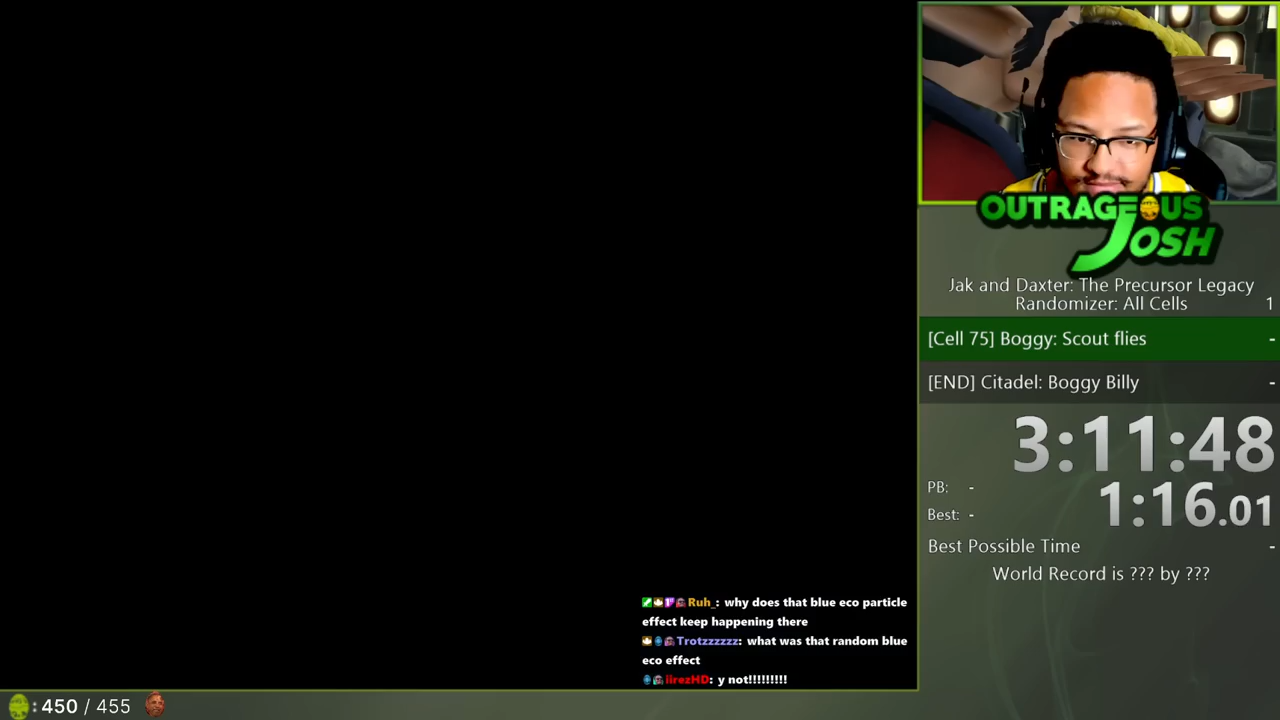 OUTRAGEOUS
JOSH
Jak and Daxter: The Precursor Legacy
Randomizer: All Cells 1
[Cell 75] Boggy: Scout flies -
[END] Citadel: Boggy Billy -
3:11:48
PB: -
1:16.01
Best: -
Best Possible Time -
World Record is ??? by ???
Ruh_: why does that blue eco particle
effect keep happening there
Trotzzzzzz: what was that random blue
eco effect
iirezHD: y not!!!!!!!!!
: 450 / 455